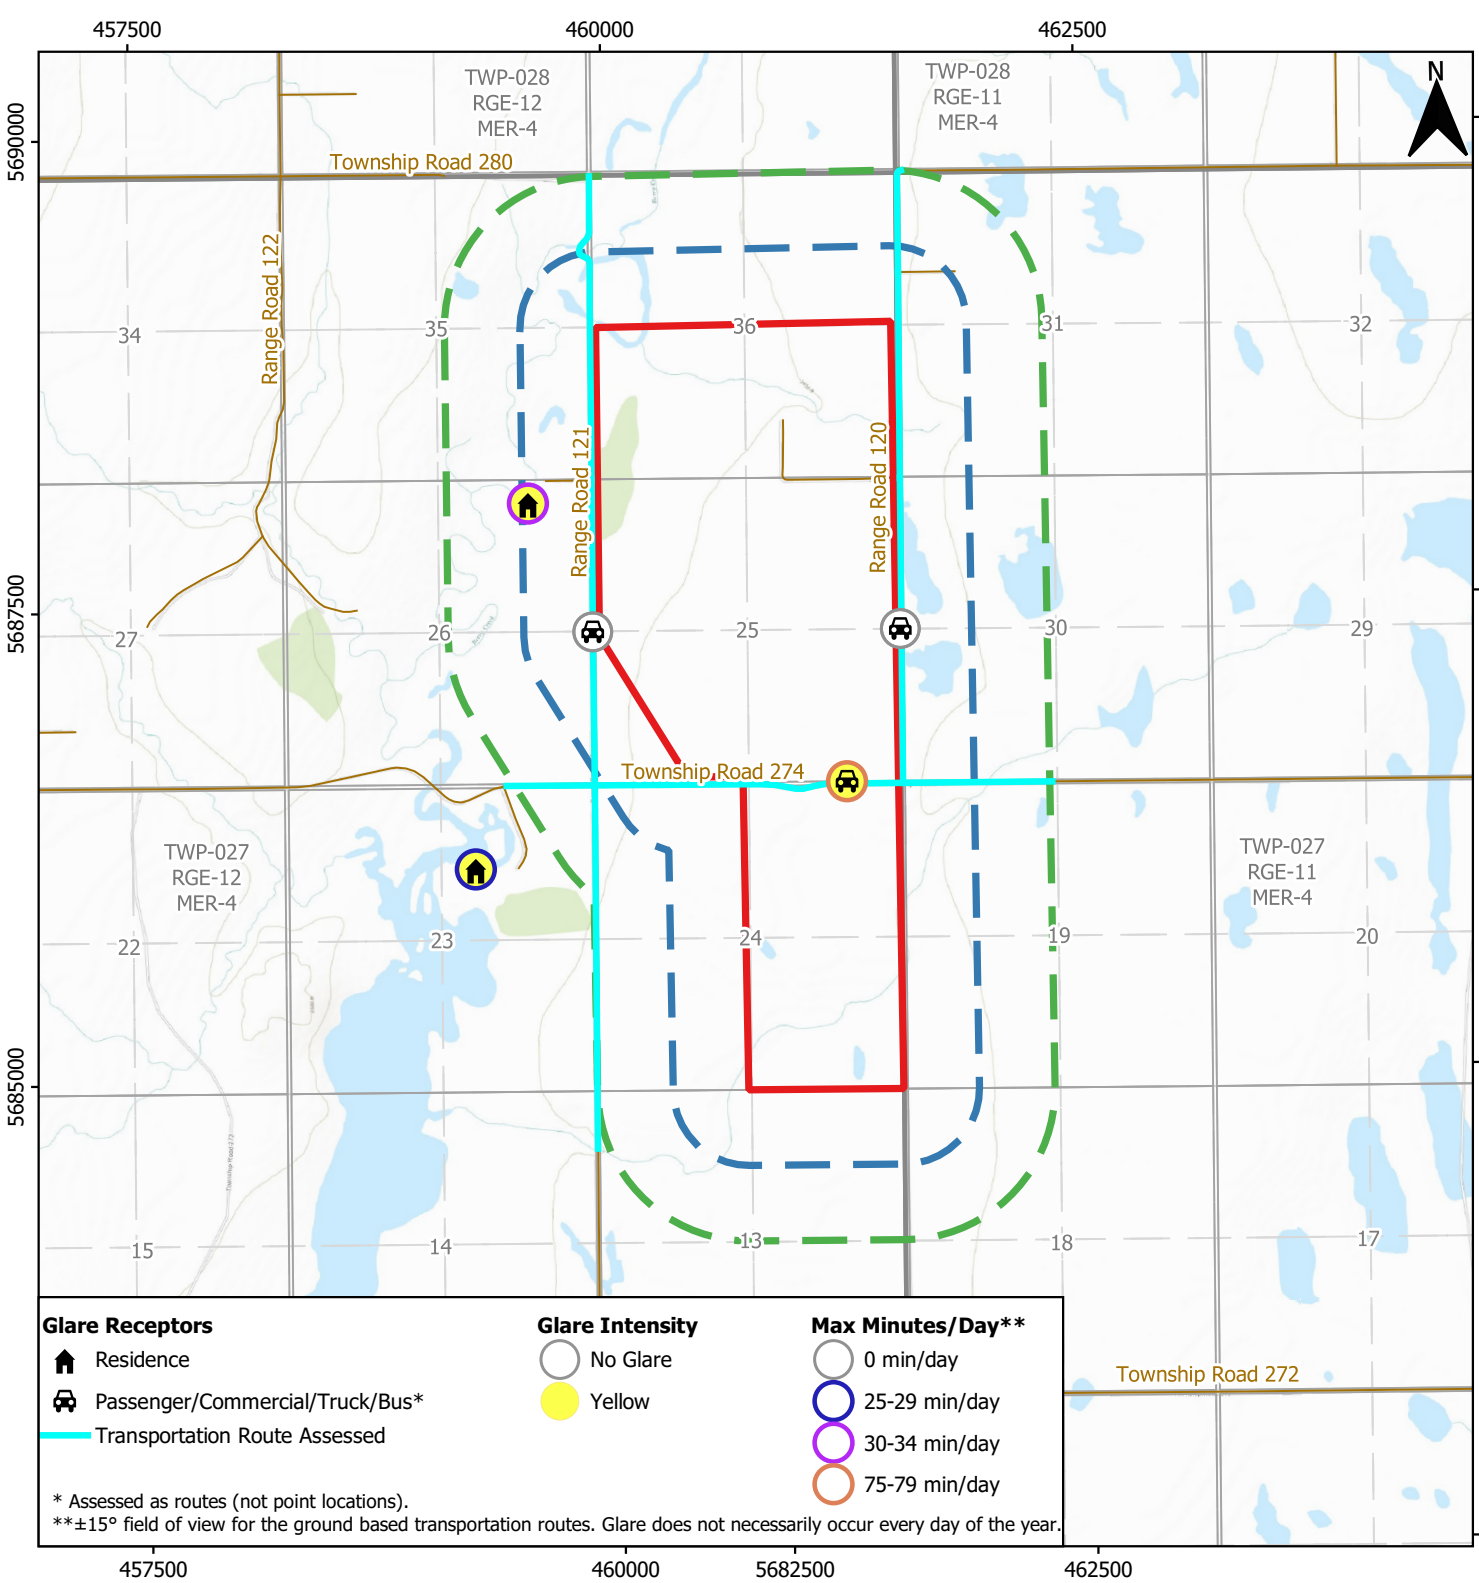 457500
460000
462500
N
TWP-028
RGE-12
MER-4
TWP-028
RGE-11
MER-4
5690000
Township Road 280
Range Road 122
34
35
36
31
32
Range Road 121
Range Road 120
5687500
27
26
25
30
29
Township Road 274
TWP-027
RGE-12
MER-4
TWP-027
RGE-11
MER-4
22
23
24
19
20
5685000
Township Road 272
15
14
13
18
17
Township Road 272
Glare Receptors
Residence
Passenger/Commercial/Truck/Bus*
Transportation Route Assessed
Glare Intensity
No Glare
Yellow
Max Minutes/Day**
0 min/day
25-29 min/day
30-34 min/day
75-79 min/day
* Assessed as routes (not point locations).
**±15° field of view for the ground based transportation routes. Glare does not necessarily occur every day of the year.
457500
460000
5682500
462500